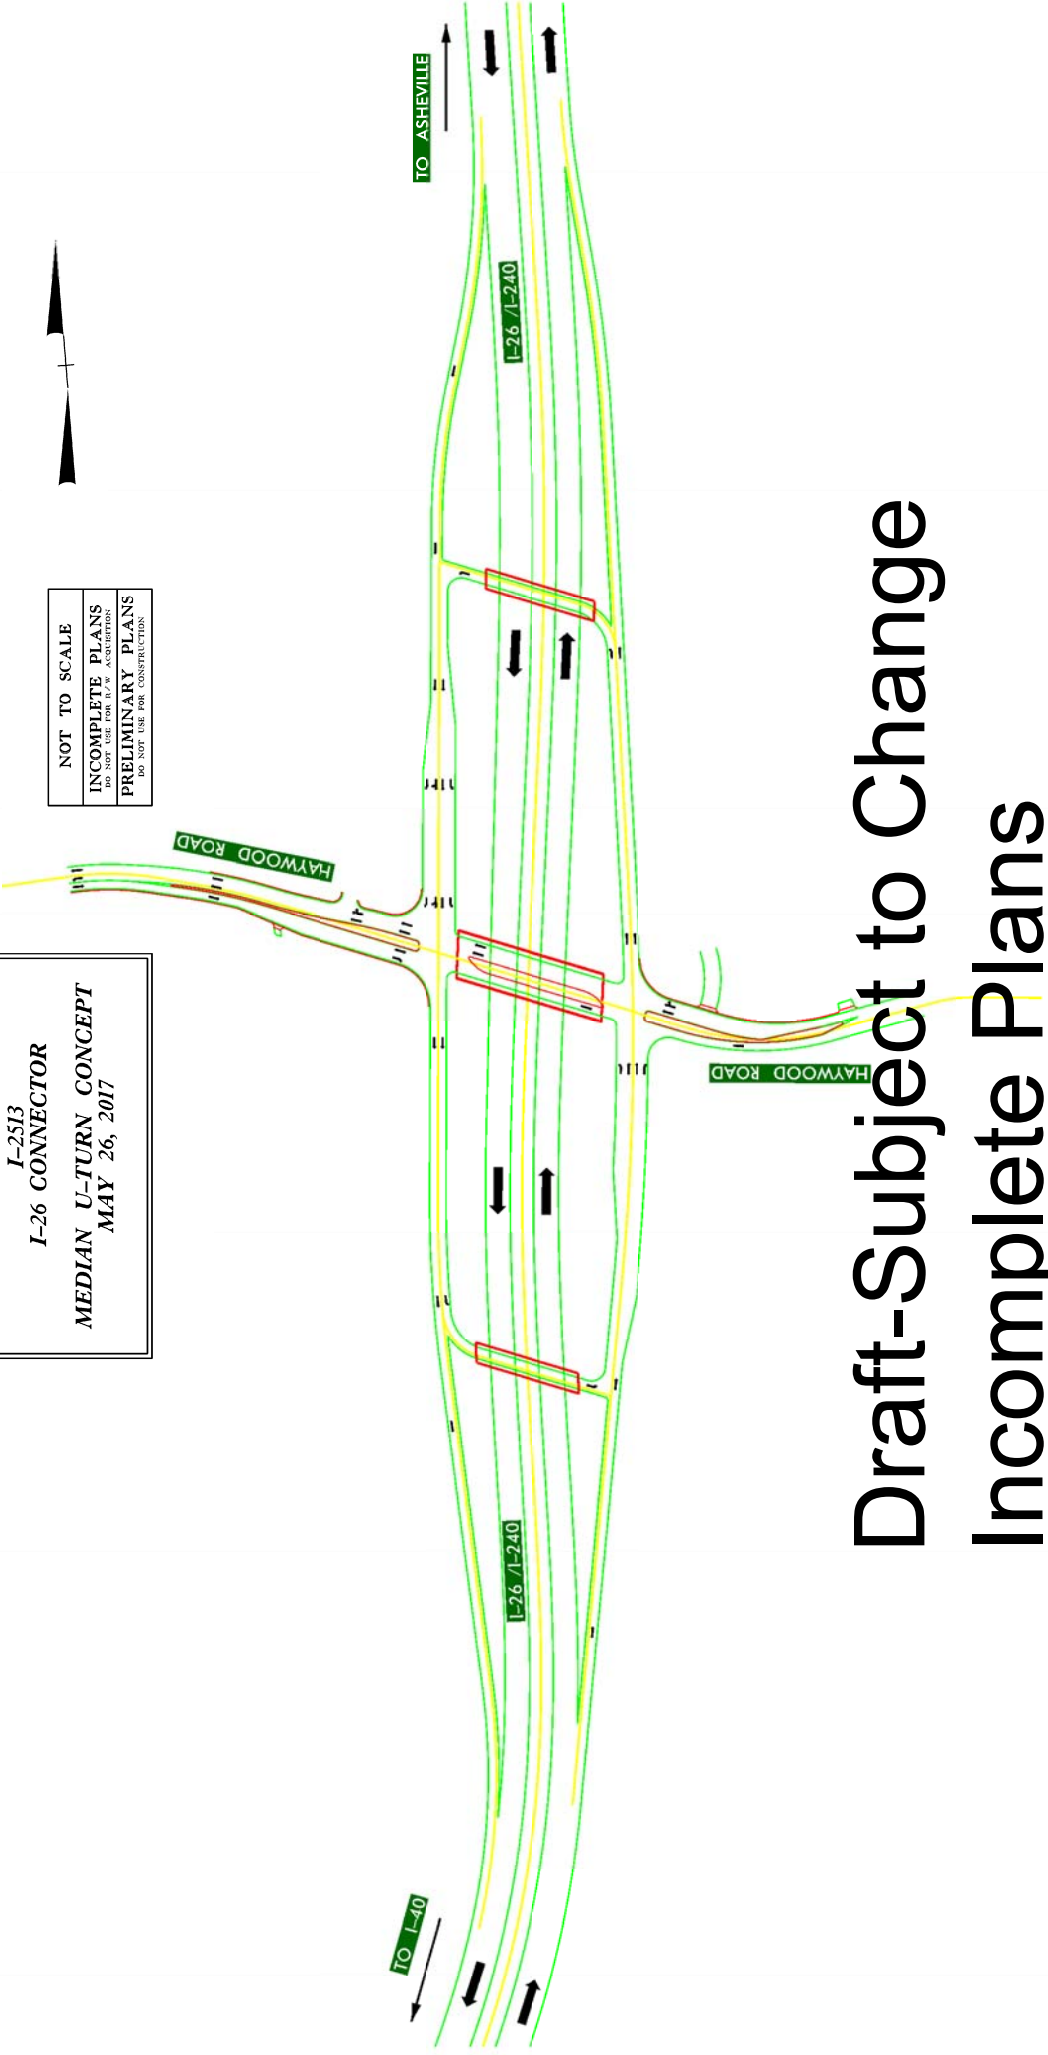 I-2513
I-26 CONNECTOR
MEDIAN U-TURN CONCEPT
MAY 26, 2017
NOT TO SCALE
INCOMPLETE PLANS
DO NOT USE FOR R/W ACQUISITION
PRELIMINARY PLANS
DO NOT USE FOR CONSTRUCTION
HAYWOOD ROAD
TO I-40
TO ASHEVILLE
I-26 /I-240
I-26 /I-240
HAYWOOD ROAD
Draft-Subject to Change
Incomplete Plans